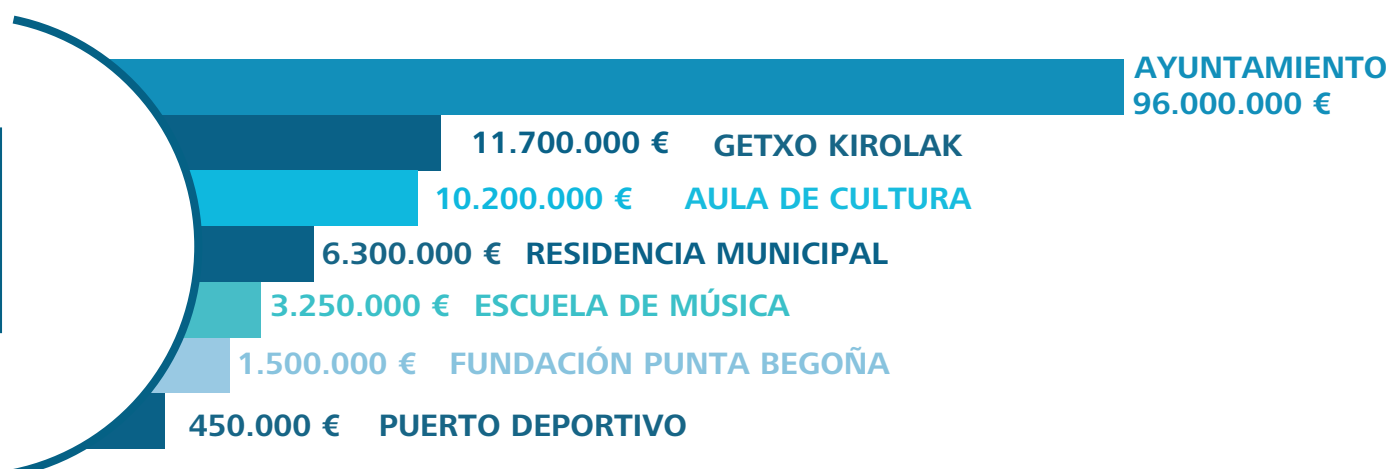 AYUNTAMIENTO
96.000.000 €
11.700.000 € GETXO KIROLAK
10.200.000 € AULA DE CULTURA
6.300.000 € RESIDENCIA MUNICIPAL
3.250.000 € ESCUELA DE MÚSICA
1.500.000 € FUNDACIÓN PUNTA BEGOÑA
450.000 € PUERTO DEPORTIVO